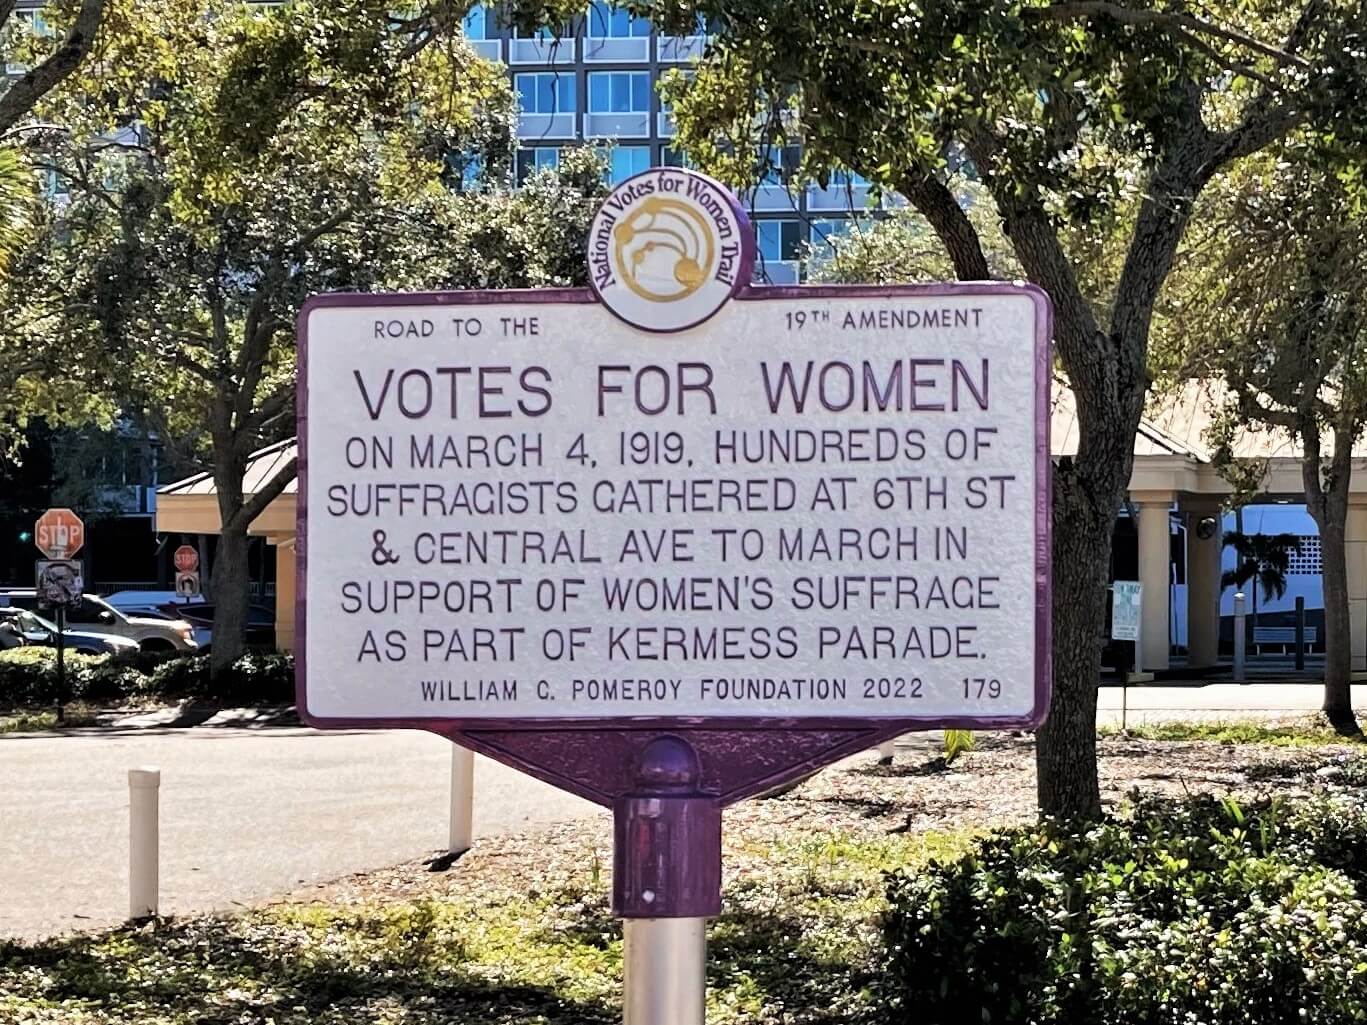 National Votes for Women Trail
ROAD TO THE 19TH AMENDMENT
VOTES FOR WOMEN
ON MARCH 4, 1919, HUNDREDS OF
SUFFRAGISTS GATHERED AT 6TH ST
& CENTRAL AVE TO MARCH IN
SUPPORT OF WOMEN'S SUFFRAGE
AS PART OF KERMESS PARADE.
WILLIAM G. POMEROY FOUNDATION 2022 179
STOP
STOP